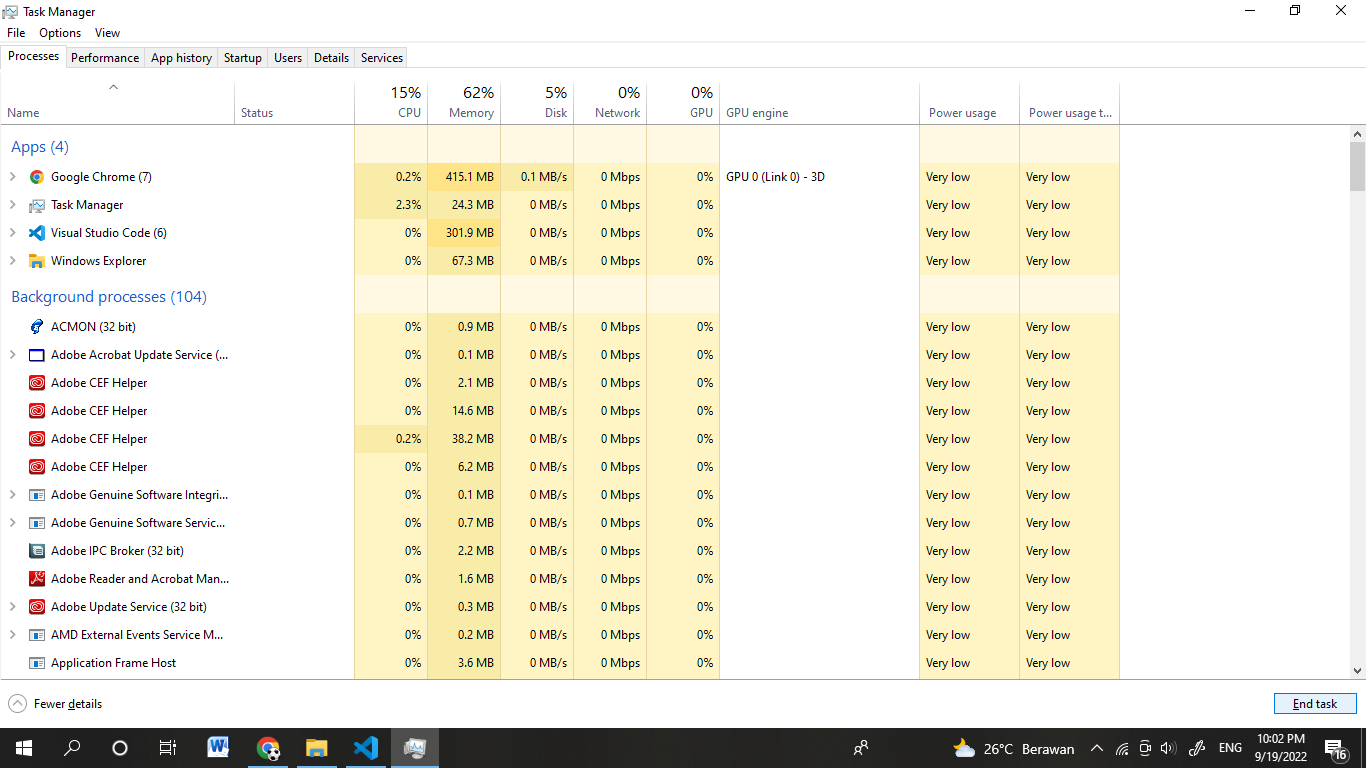 Task Manager
File Options View
Processes Performance App history Startup Users Details Services
15% 62% 5% 0% 0%
Name Status CPU Memory Disk Network GPU GPU engine Power usage Power usage t...
Apps (4)
Google Chrome (7) 0.2% 415.1 MB 0.1 MB/s 0 Mbps 0% GPU 0 (Link 0) - 3D Very low Very low
Task Manager 2.3% 24.3 MB 0 MB/s 0 Mbps 0% Very low Very low
Visual Studio Code (6) 0% 301.9 MB 0 MB/s 0 Mbps 0% Very low Very low
Windows Explorer 0% 67.3 MB 0 MB/s 0 Mbps 0% Very low Very low
Background processes (104)
ACMON (32 bit) 0% 0.9 MB 0 MB/s 0 Mbps 0% Very low Very low
Adobe Acrobat Update Service (... 0% 0.1 MB 0 MB/s 0 Mbps 0% Very low Very low
Adobe CEF Helper 0% 2.1 MB 0 MB/s 0 Mbps 0% Very low Very low
Adobe CEF Helper 0% 14.6 MB 0 MB/s 0 Mbps 0% Very low Very low
Adobe CEF Helper 0.2% 38.2 MB 0 MB/s 0 Mbps 0% Very low Very low
Adobe CEF Helper 0% 6.2 MB 0 MB/s 0 Mbps 0% Very low Very low
Adobe Genuine Software Integri... 0% 0.1 MB 0 MB/s 0 Mbps 0% Very low Very low
Adobe Genuine Software Servic... 0% 0.7 MB 0 MB/s 0 Mbps 0% Very low Very low
Adobe IPC Broker (32 bit) 0% 2.2 MB 0 MB/s 0 Mbps 0% Very low Very low
Adobe Reader and Acrobat Man... 0% 1.6 MB 0 MB/s 0 Mbps 0% Very low Very low
Adobe Update Service (32 bit) 0% 0.3 MB 0 MB/s 0 Mbps 0% Very low Very low
AMD External Events Service M... 0% 0.2 MB 0 MB/s 0 Mbps 0% Very low Very low
Application Frame Host 0% 3.6 MB 0 MB/s 0 Mbps 0% Very low Very low
Fewer details End task
26°C Berawan ENG 10:02 PM
9/19/2022 16